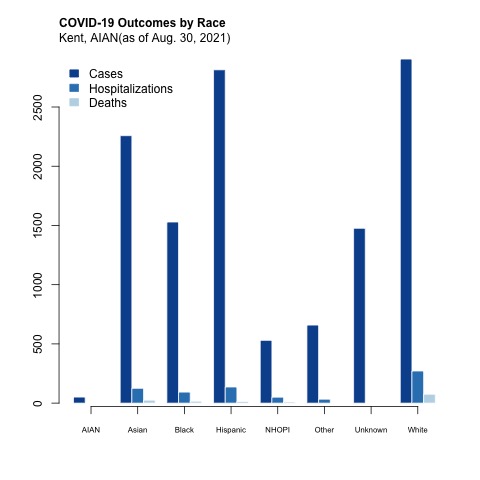 COVID-19 Outcomes by Race
Kent, AIAN(as of Aug. 30, 2021)
Cases
Hospitalizations
Deaths
2500
2000
1500
1000
500
0
AIAN Asian Black Hispanic NHOPI Other Unknown White